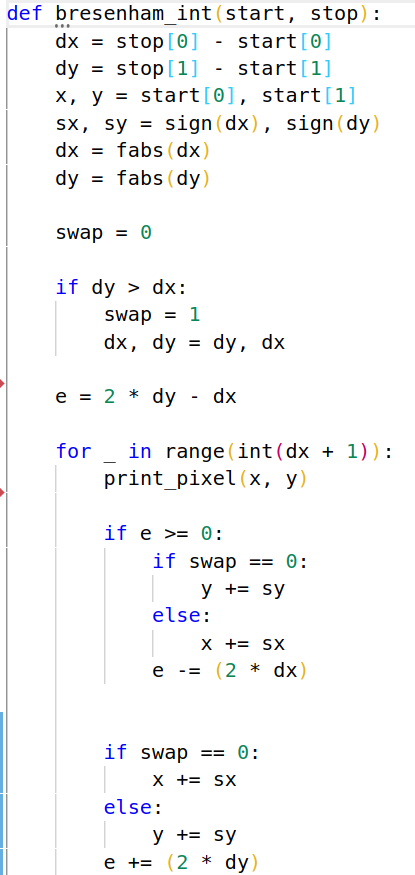 def bresenham_int(start, stop):
    dx = stop[0] - start[0]
    dy = stop[1] - start[1]
    x, y = start[0], start[1]
    sx, sy = sign(dx), sign(dy)
    dx = fabs(dx)
    dy = fabs(dy)

    swap = 0

    if dy > dx:
        swap = 1
        dx, dy = dy, dx

    e = 2 * dy - dx

    for _ in range(int(dx + 1)):
        print_pixel(x, y)

        if e >= 0:
            if swap == 0:
                y += sy
            else:
                x += sx
            e -= (2 * dx)


        if swap == 0:
            x += sx
        else:
            y += sy
        e += (2 * dy)